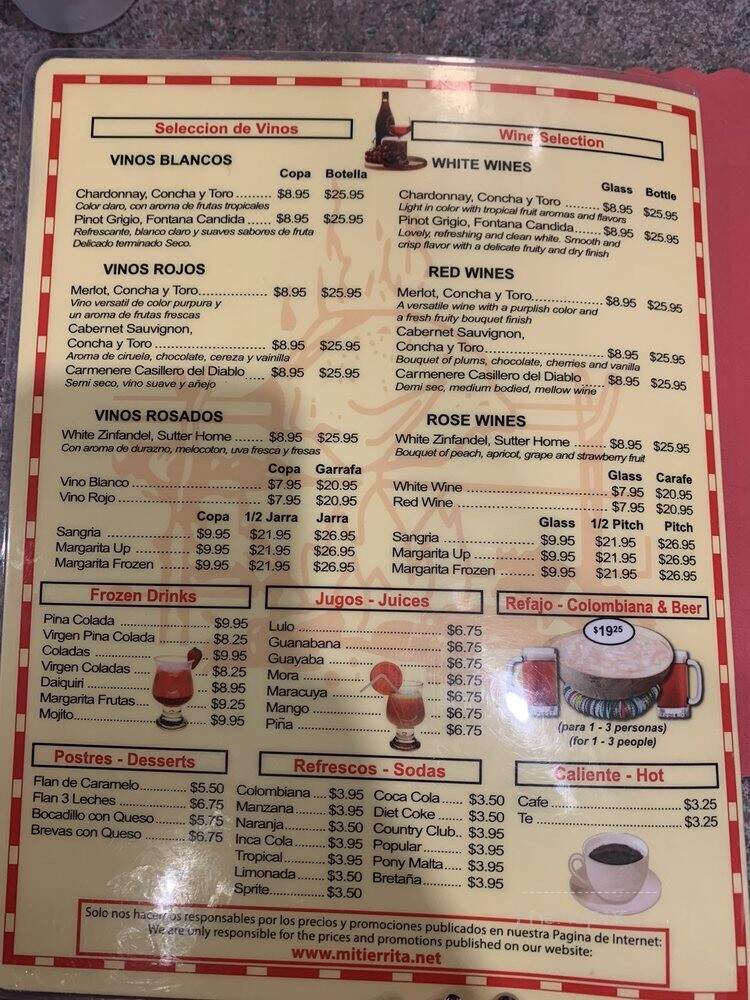 Seleccion de Vinos
VINOS BLANCOS
Copa Botella
Chardonnay, Concha y Toro ......... $8.95 $25.95
Color claro, con aroma de frutas tropicales
Pinot Grigio, Fontana Candida ...... $8.95 $25.95
Refrescante, blanco claro y suaves sabores de fruta
Delicado terminado Seco.
VINOS ROJOS
Merlot, Concha y Toro.................. $8.95 $25.95
Vino versatil de color purpura y
un aroma de frutas frescas
Cabernet Sauvignon,
Concha y Toro ............................. $8.95 $25.95
Aroma de ciruela, chocolate, cereza y vainilla
Carmenere Casillero del Diablo..... $8.95 $25.95
Semi seco, vino suave y añejo
VINOS ROSADOS
White Zinfandel, Sutter Home ....... $8.95 $25.95
Con aroma de durazno, melocoton, uva fresca y fresas
Copa Garrafa
Vino Blanco ................................. $7.95 $20.95
Vino Rojo ..................................... $7.95 $20.95
Copa 1/2 Jarra Jarra
Sangria ...................... $9.95 $21.95 $26.95
Margarita Up .............. $9.95 $21.95 $26.95
Margarita Frozen ........ $9.95 $21.95 $26.95
Wine Selection
WHITE WINES
Glass Bottle
Chardonnay, Concha y Toro ......... $8.95 $25.95
Light in color with tropical fruit aromas and flavors
Pinot Grigio, Fontana Candida....... $8.95 $25.95
Lovely, refreshing and clean white. Smooth and
crisp flavor with a delicate fruity and dry finish
RED WINES
Merlot, Concha y Toro.................. $8.95 $25.95
A versatile wine with a purplish color and
a fresh fruity bouquet finish
Cabernet Sauvignon,
Concha y Toro.............................. $8.95 $25.95
Bouquet of plums, chocolate, cherries and vanilla
Carmenere Casillero del Diablo...... $8.95 $25.95
Demi sec, medium bodied, mellow wine
ROSE WINES
White Zinfandel, Sutter Home ........ $8.95 $25.95
Bouquet of peach, apricot, grape and strawberry fruit
Glass Carafe
White Wine ................................... $7.95 $20.95
Red Wine ..................................... $7.95 $20.95
Glass 1/2 Pitch Pitch
Sangria ....................... $9.95 $21.95 $26.95
Margarita Up ............... $9.95 $21.95 $26.95
Margarita Frozen ........ $9.95 $21.95 $26.95
Frozen Drinks
Pina Colada ......................... $9.95
Virgen Pina Colada .............. $8.25
Coladas ............................... $9.95
Virgen Coladas .................... $8.25
Daiquiri ................................ $8.95
Margarita Frutas................... $9.25
Mojito.................................... $9.95
Jugos - Juices
Lulo ........................................ $6.75
Guanabana ............................ $6.75
Guayaba ................................ $6.75
Mora ...................................... $6.75
Maracuya ............................... $6.75
Mango .................................... $6.75
Piña ........................................ $6.75
Refajo - Colombiana & Beer
$19.25
(para 1 - 3 personas)
(for 1 - 3 people)
Postres - Desserts
Flan de Caramelo.............. $5.50
Flan 3 Leches .................... $6.75
Bocadillo con Queso.......... $5.75
Brevas con Queso ............. $6.75
Refrescos - Sodas
Colombiana .... $3.95
Manzana ......... $3.95
Naranja............ $3.50
Inca Cola......... $3.95
Tropical............ $3.95
Limonada......... $3.50
Sprite................ $3.50
Coca Cola ...... $3.50
Diet Coke ....... $3.50
Country Club.. $3.95
Popular........... $3.95
Pony Malta..... $3.95
Bretaña.......... $3.95
Caliente - Hot
Cafe .................................... $3.25
Te ........................................ $3.25
Solo nos hacemos responsables por los precios y promociones publicados en nuestra Pagina de Internet:
We are only responsible for the prices and promotions published on our website:
www.mitierrita.net